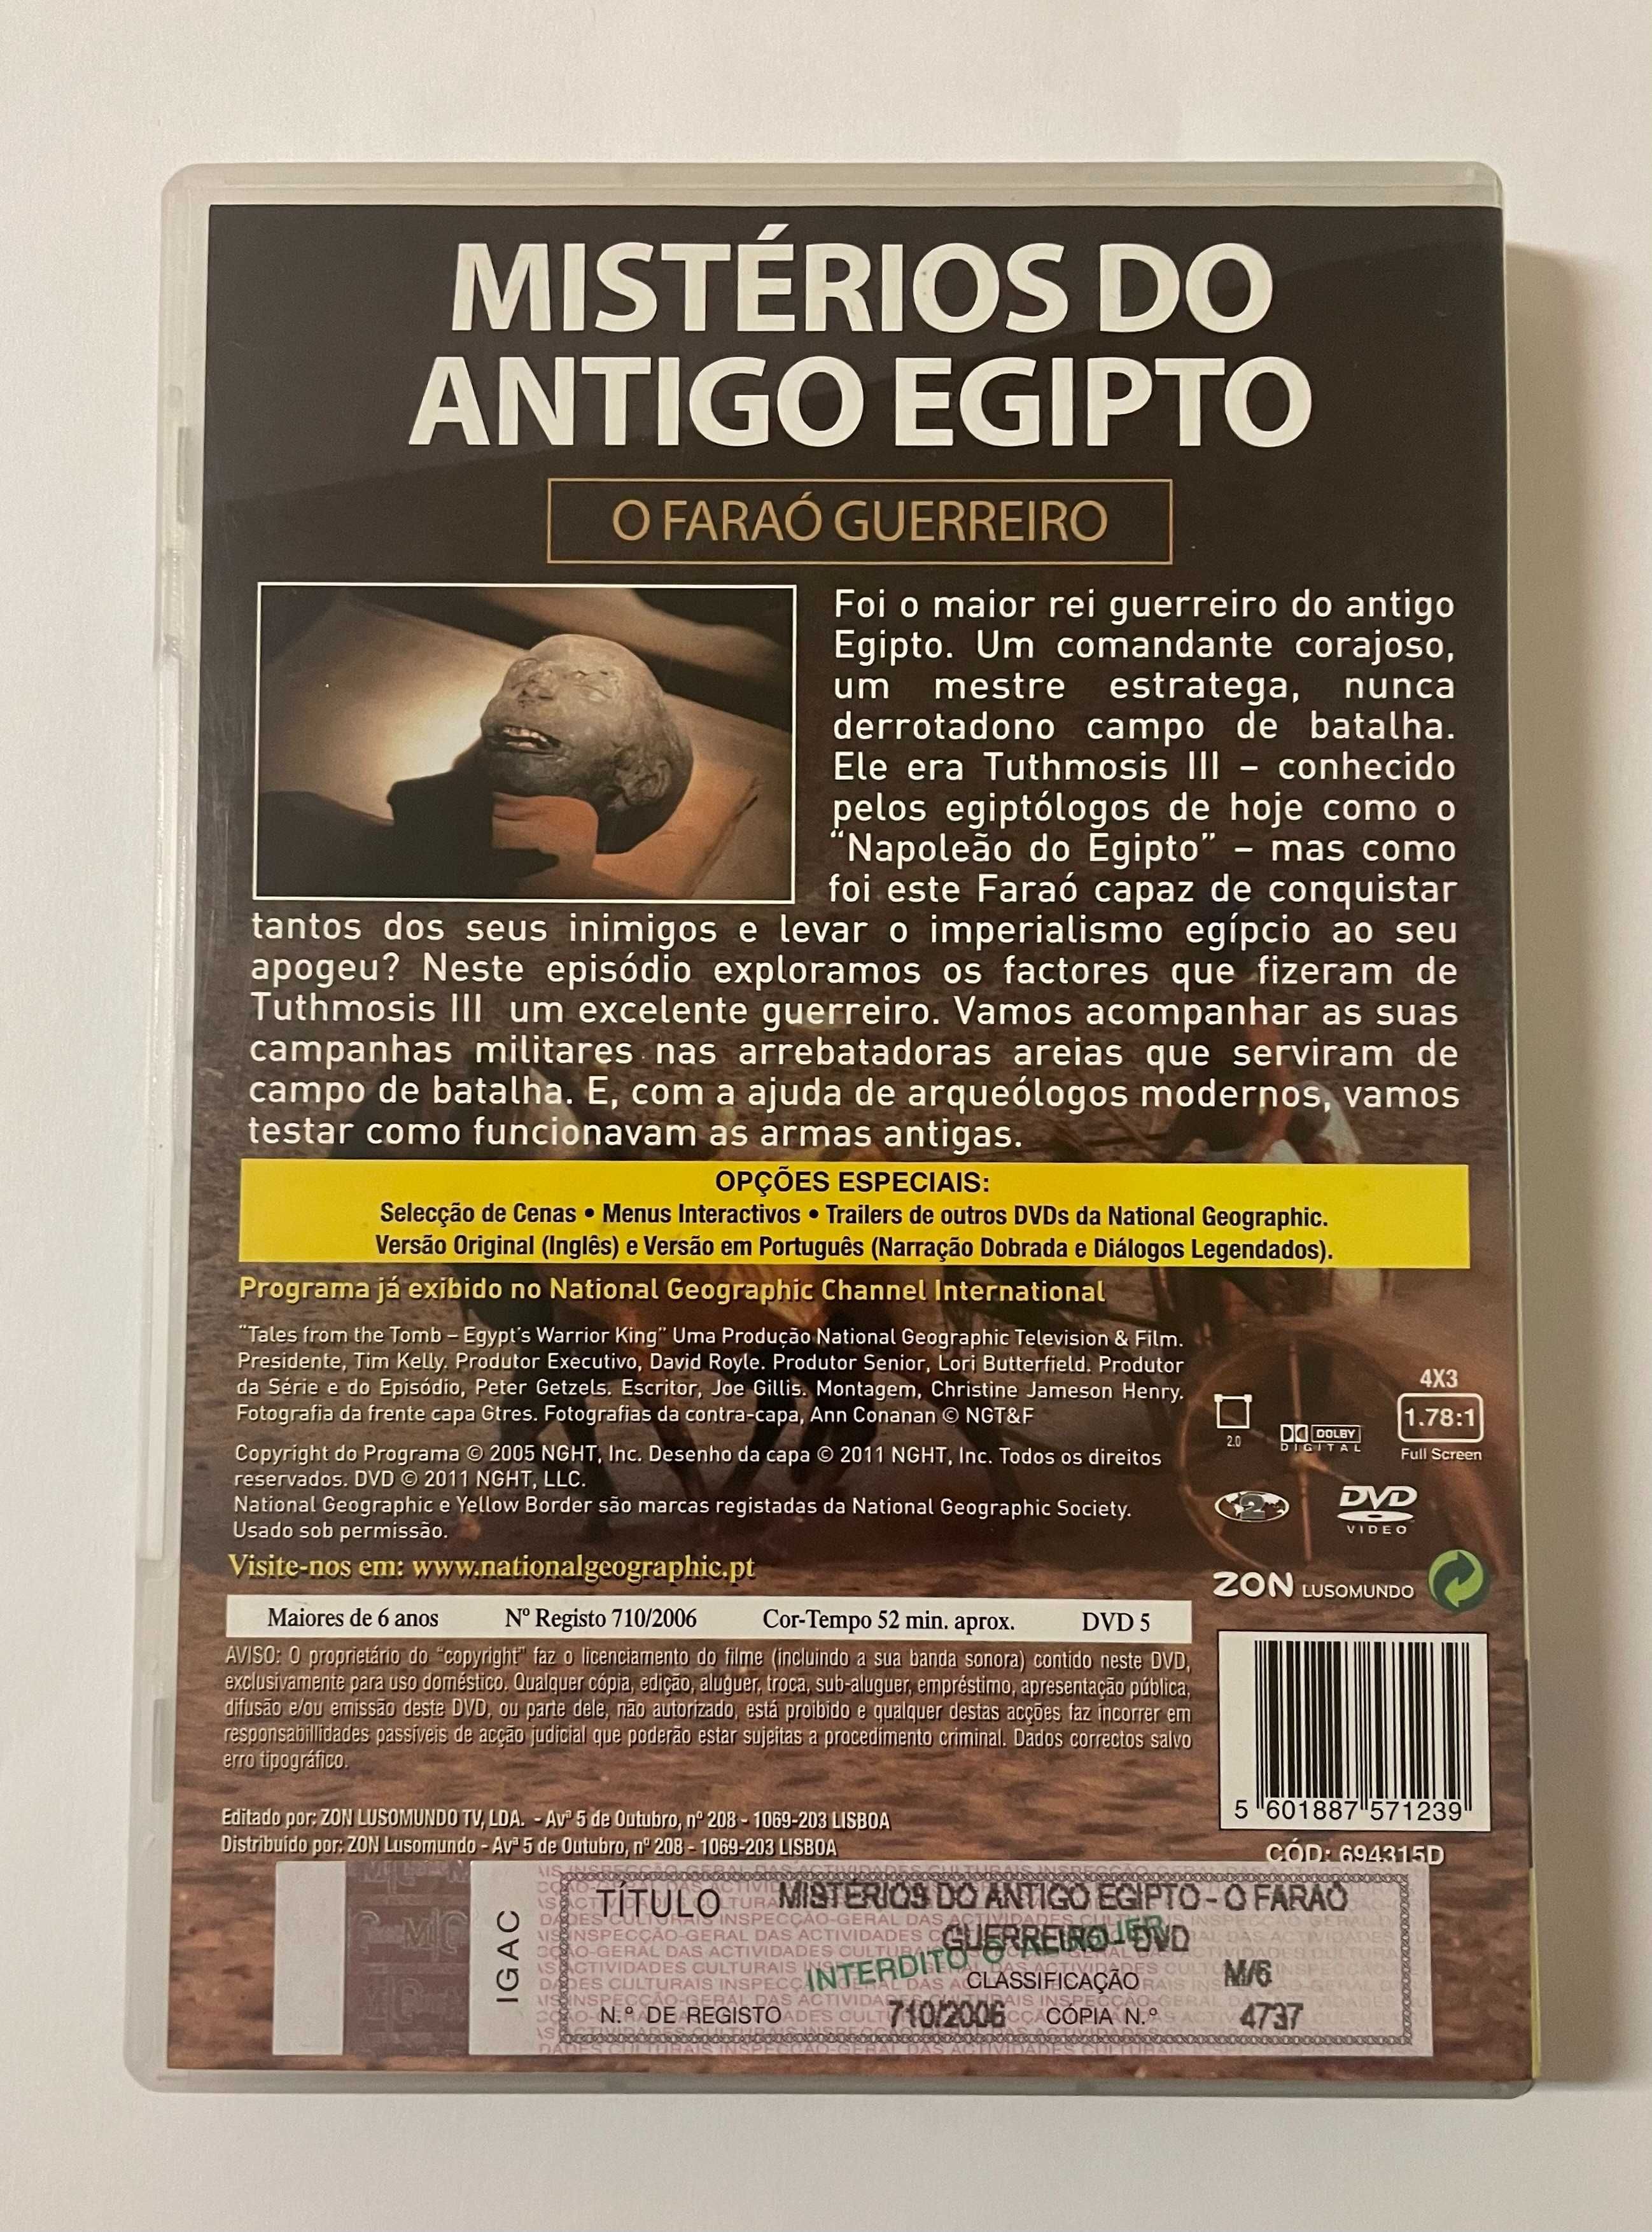 MISTÉRIOS DO
ANTIGO EGIPTO
O FARAÓ GUERREIRO
Foi o maior rei guerreiro do antigo
Egipto. Um comandante corajoso,
um mestre estratega, nunca
derrotadono campo de batalha.
Ele era Tuthmosis III – conhecido
pelos egiptólogos de hoje como o
“Napoleão do Egipto” – mas como
foi este Faraó capaz de conquistar
tantos dos seus inimigos e levar o imperialismo egípcio ao seu
apogeu? Neste episódio exploramos os factores que fizeram de
Tuthmosis III um excelente guerreiro. Vamos acompanhar as suas
campanhas militares nas arrebatadoras areias que serviram de
campo de batalha. E, com a ajuda de arqueólogos modernos, vamos
testar como funcionavam as armas antigas.
OPÇÕES ESPECIAIS:
Selecção de Cenas • Menus Interactivos • Trailers de outros DVDs da National Geographic.
Versão Original (Inglês) e Versão em Português (Narração Dobrada e Diálogos Legendados).
Programa já exibido no National Geographic Channel International
“Tales from the Tomb – Egypt’s Warrior King” Uma Produção National Geographic Television & Film.
Presidente, Tim Kelly. Produtor Executivo, David Royle. Produtor Senior, Lori Butterfield. Produtor
da Série e do Episódio, Peter Getzels. Escritor, Joe Gillis. Montagem, Christine Jameson Henry.
Fotografia da frente capa Gtres. Fotografias da contra-capa, Ann Conanan © NGT&F
Copyright do Programa © 2005 NGHT, Inc. Desenho da capa © 2011 NGHT, Inc. Todos os direitos
reservados. DVD © 2011 NGHT, LLC.
National Geographic e Yellow Border são marcas registadas da National Geographic Society.
Usado sob permissão.
Visite-nos em: www.nationalgeographic.pt
2.0
DOLBY
DIGITAL
4X3
1.78:1
Full Screen
2
DVD
VIDEO
ZON LUSOMUNDO
Maiores de 6 anos Nº Registo 710/2006 Cor-Tempo 52 min. aprox. DVD 5
AVISO: O proprietário do “copyright” faz o licenciamento do filme (incluindo a sua banda sonora) contido neste DVD,
exclusivamente para uso doméstico. Qualquer cópia, edição, aluguer, troca, sub-aluguer, empréstimo, apresentação pública,
difusão e/ou emissão deste DVD, ou parte dele, não autorizado, está proibido e qualquer destas acções faz incorrer em
responsabillidades passíveis de acção judicial que poderão estar sujeitas a procedimento criminal. Dados correctos salvo
erro tipográfico.
Editado por: ZON LUSOMUNDO TV, LDA. - Avª 5 de Outubro, nº 208 - 1069-203 LISBOA
Distribuído por: ZON Lusomundo - Avª 5 de Outubro, nº 208 - 1069-203 LISBOA
5 601887 571239
CÓD: 694315D
IGAC
TÍTULO MISTÉRIOS DO ANTIGO EGIPTO - O FARAÓ
GUERREIRO - DVD
INTERDITO O ALUGUER
CLASSIFICAÇÃO M/6
N.º DE REGISTO 710/2006 CÓPIA N.º 4737